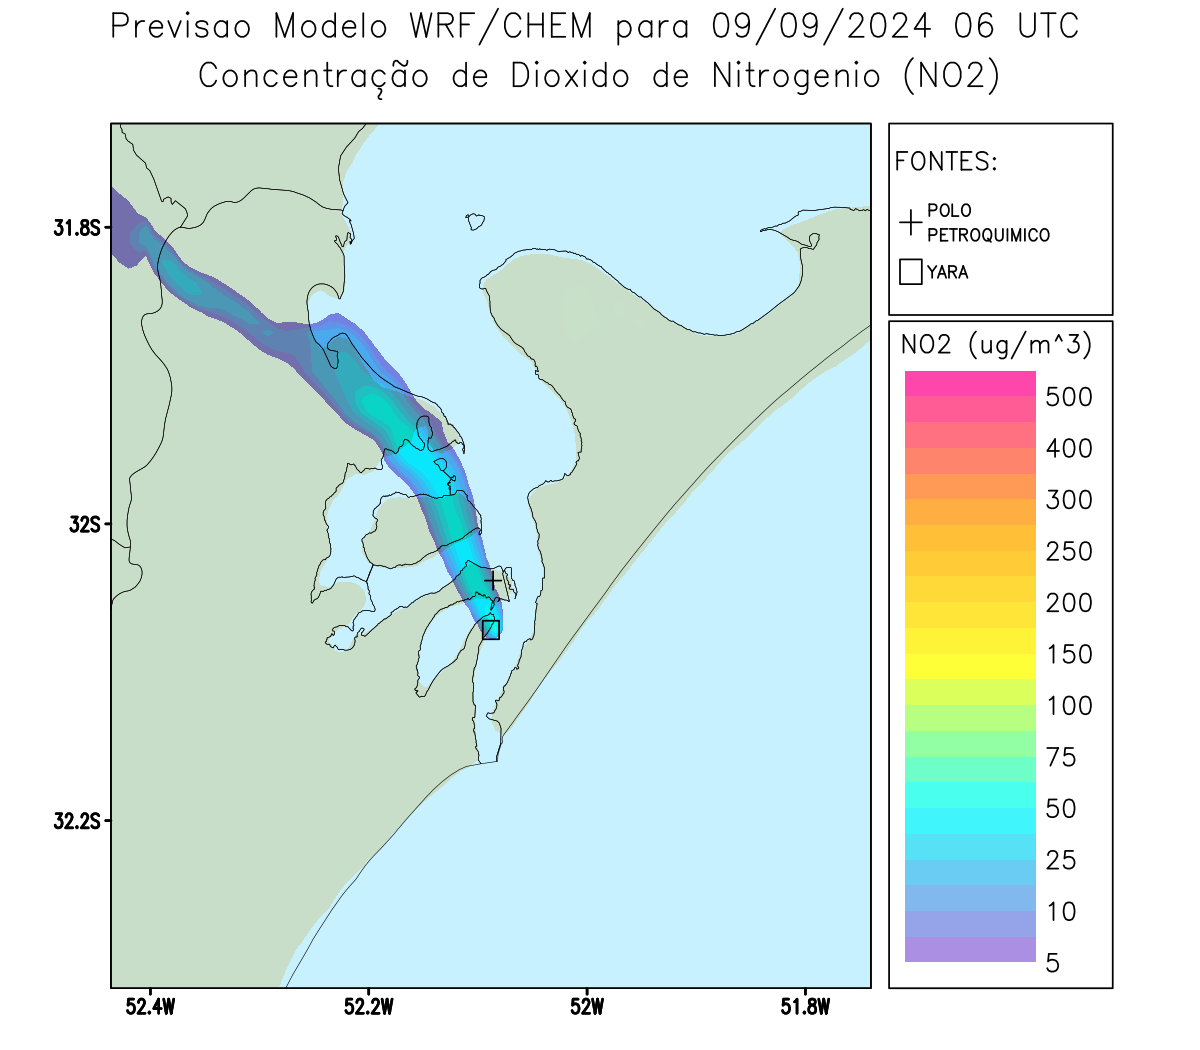 Previsao Modelo WRF/CHEM para 09/09/2024 06 UTC
Concentração de Dioxido de Nitrogenio (NO2)
FONTES:
POLO
PETROQUIMICO
YARA
31.8S
32S
32.2S
52.4W
52.2W
52W
51.8W
NO2 (ug/m^3)
500
400
300
250
200
150
100
75
50
25
10
5